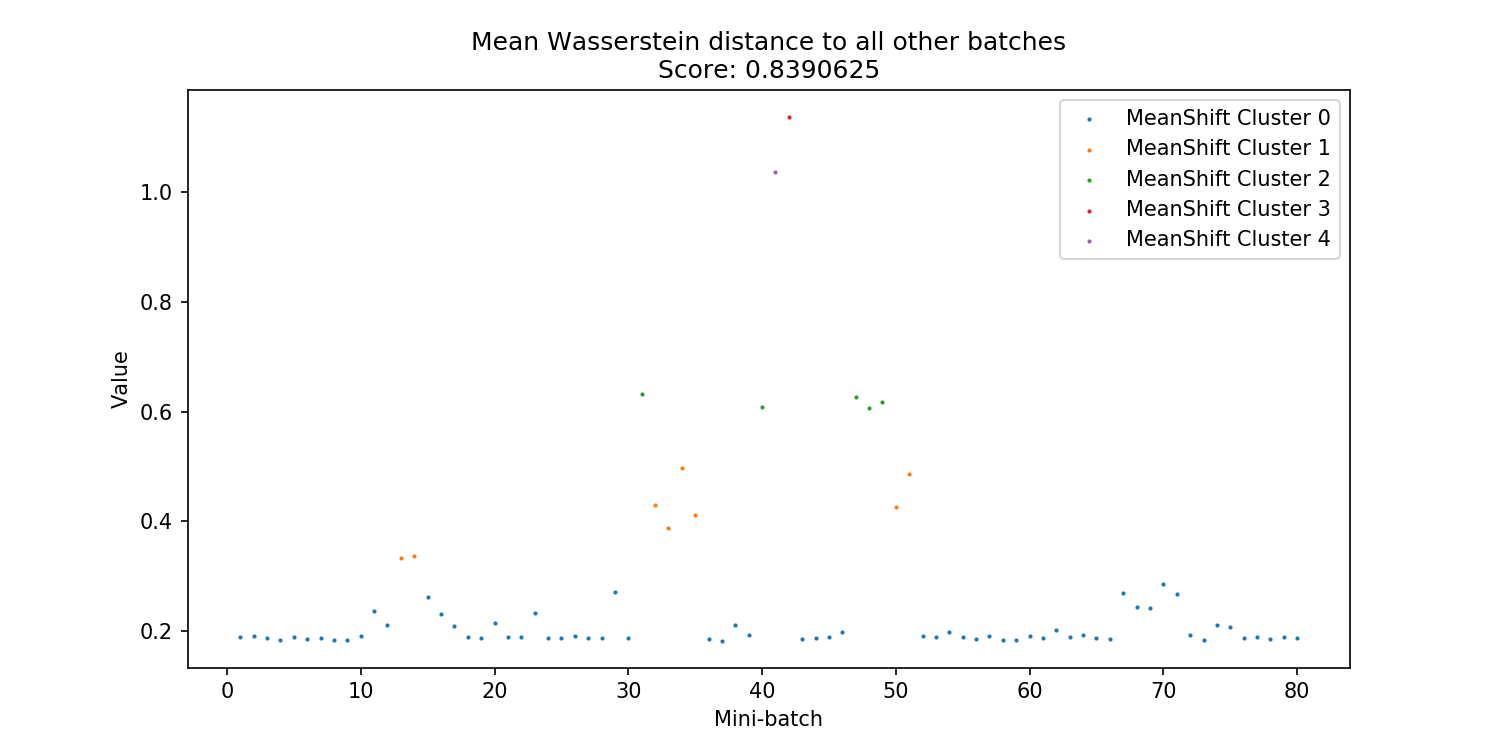 Mean Wasserstein distance to all other batches
Score: 0.8390625
MeanShift Cluster 0
MeanShift Cluster 1
MeanShift Cluster 2
MeanShift Cluster 3
MeanShift Cluster 4
1.0
0.8
0.6
0.4
0.2
Value
0 10 20 30 40 50 60 70 80
Mini-batch